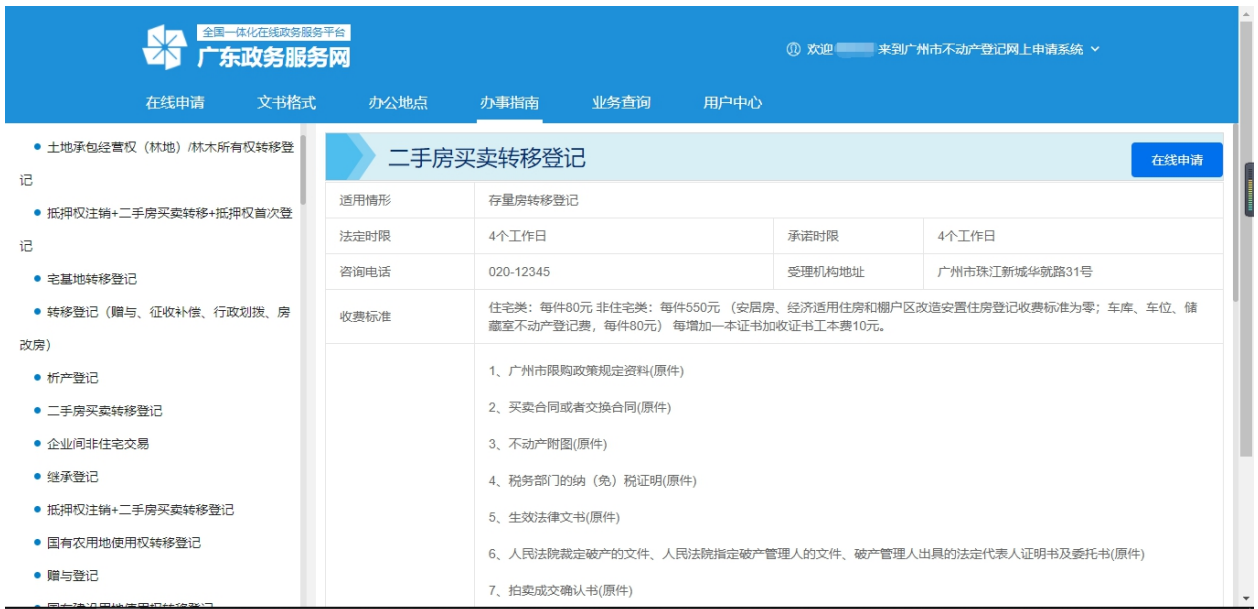 全国一体化在线政务服务平台
广东政务服务网
欢迎 来到广州市不动产登记网上申请系统
在线申请 文书格式 办公地点 办事指南 业务查询 用户中心
土地承包经营权（林地）/林木所有权转移登
记
抵押权注销+二手房买卖转移+抵押权首次登
记
宅基地转移登记
转移登记（赠与、征收补偿、行政划拨、房
改房）
析产登记
二手房买卖转移登记
企业间非住宅交易
继承登记
抵押权注销+二手房买卖转移登记
国有农用地使用权转移登记
赠与登记
国有建设用地使用权转移登记
二手房买卖转移登记
在线申请
适用情形 存量房转移登记
法定时限 4个工作日 承诺时限 4个工作日
咨询电话 020-12345 受理机构地址 广州市珠江新城华就路31号
收费标准
住宅类：每件80元 非住宅类：每件550元 （安居房、经济适用住房和棚户区改造安置住房登记收费标准为零；车库、车位、储
藏室不动产登记费，每件80元） 每增加一本证书加收证书工本费10元。
1、广州市限购政策规定资料(原件)
2、买卖合同或者交换合同(原件)
3、不动产附图(原件)
4、税务部门的纳（免）税证明(原件)
5、生效法律文书(原件)
6、人民法院裁定破产的文件、人民法院指定破产管理人的文件、破产管理人出具的法定代表人证明书及委托书(原件)
7、拍卖成交确认书(原件)